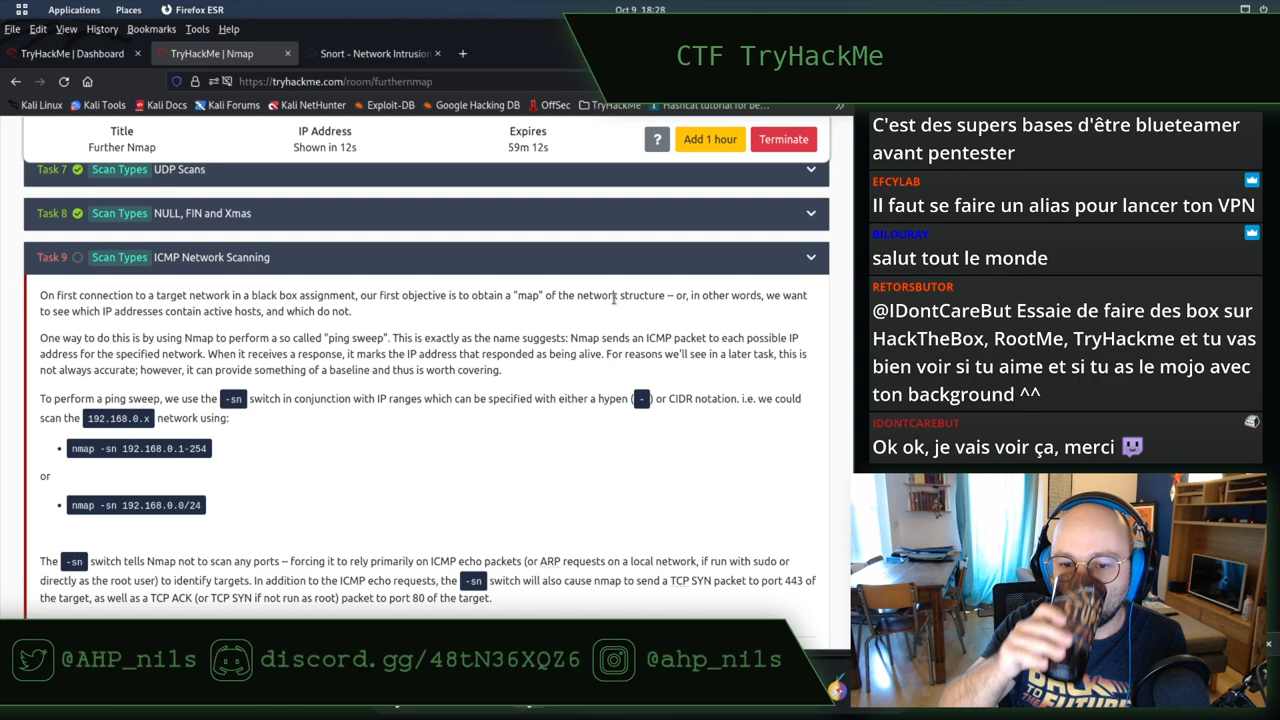 Applications Places Firefox ESR Oct 9 18:28
File Edit View History Bookmarks Tools Help
TryHackMe | Dashboard × TryHackMe | Nmap × Snort - Network Intrusion × +
https://tryhackme.com/room/furthernmap
Kali Linux Kali Tools Kali Docs Kali Forums Kali NetHunter Exploit-DB Google Hacking DB OffSec TryHackMe Hashcat tutorial for be… »
CTF TryHackMe
Title IP Address Expires
Further Nmap Shown in 12s 59m 12s
? Add 1 hour Terminate
Task 7 Scan Types UDP Scans
Task 8 Scan Types NULL, FIN and Xmas
Task 9 Scan Types ICMP Network Scanning
On first connection to a target network in a black box assignment, our first objective is to obtain a "map" of the network structure -- or, in other words, we want
to see which IP addresses contain active hosts, and which do not.
One way to do this is by using Nmap to perform a so called "ping sweep". This is exactly as the name suggests: Nmap sends an ICMP packet to each possible IP
address for the specified network. When it receives a response, it marks the IP address that responded as being alive. For reasons we'll see in a later task, this is
not always accurate; however, it can provide something of a baseline and thus is worth covering.
To perform a ping sweep, we use the -sn switch in conjunction with IP ranges which can be specified with either a hypen (-) or CIDR notation. i.e. we could
scan the 192.168.0.x network using:
• nmap -sn 192.168.0.1-254
or
• nmap -sn 192.168.0.0/24
The -sn switch tells Nmap not to scan any ports -- forcing it to rely primarily on ICMP echo packets (or ARP requests on a local network, if run with sudo or
directly as the root user) to identify targets. In addition to the ICMP echo requests, the -sn switch will also cause nmap to send a TCP SYN packet to port 443 of
the target, as well as a TCP ACK (or TCP SYN if not run as root) packet to port 80 of the target.
C'est des supers bases d'être blueteamer
avant pentester
EFCYLAB
Il faut se faire un alias pour lancer ton VPN
BILOURAY
salut tout le monde
RETORSBUTOR
@IDontCareBut Essaie de faire des box sur
HackTheBox, RootMe, TryHackme et tu vas
bien voir si tu aime et si tu as le mojo avec
ton background ^^
IDONTCAREBUT
Ok ok, je vais voir ça, merci
BACK
TO THE
FUTURE
@AHP_nils discord.gg/48tN36XQZ6 @ahp_nils